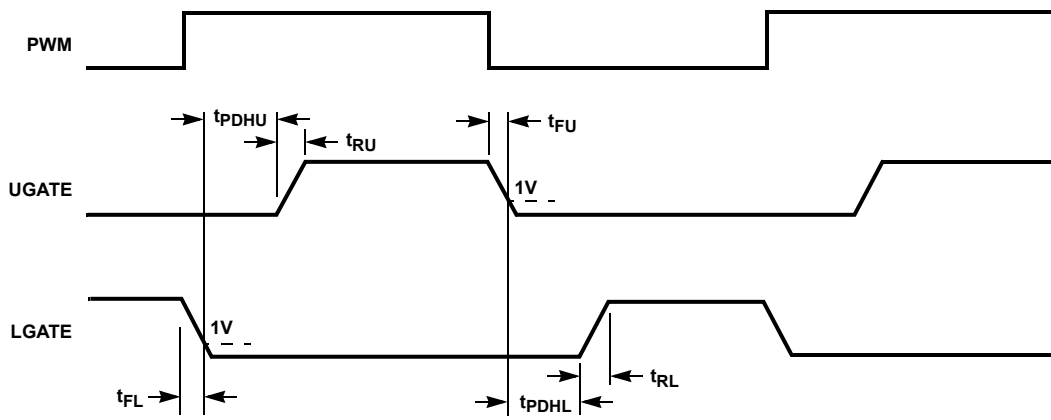 PWM
tPDHU
tRU
tFU
UGATE
1V
LGATE
1V
tFL
tRL
tPDHL